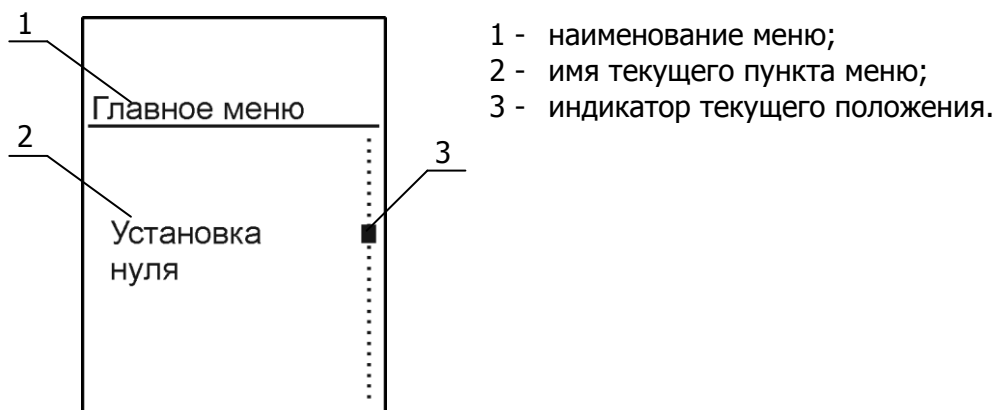 1
Главное меню
2
Установка
нуля
3
1 - наименование меню;
2 - имя текущего пункта меню;
3 - индикатор текущего положения.